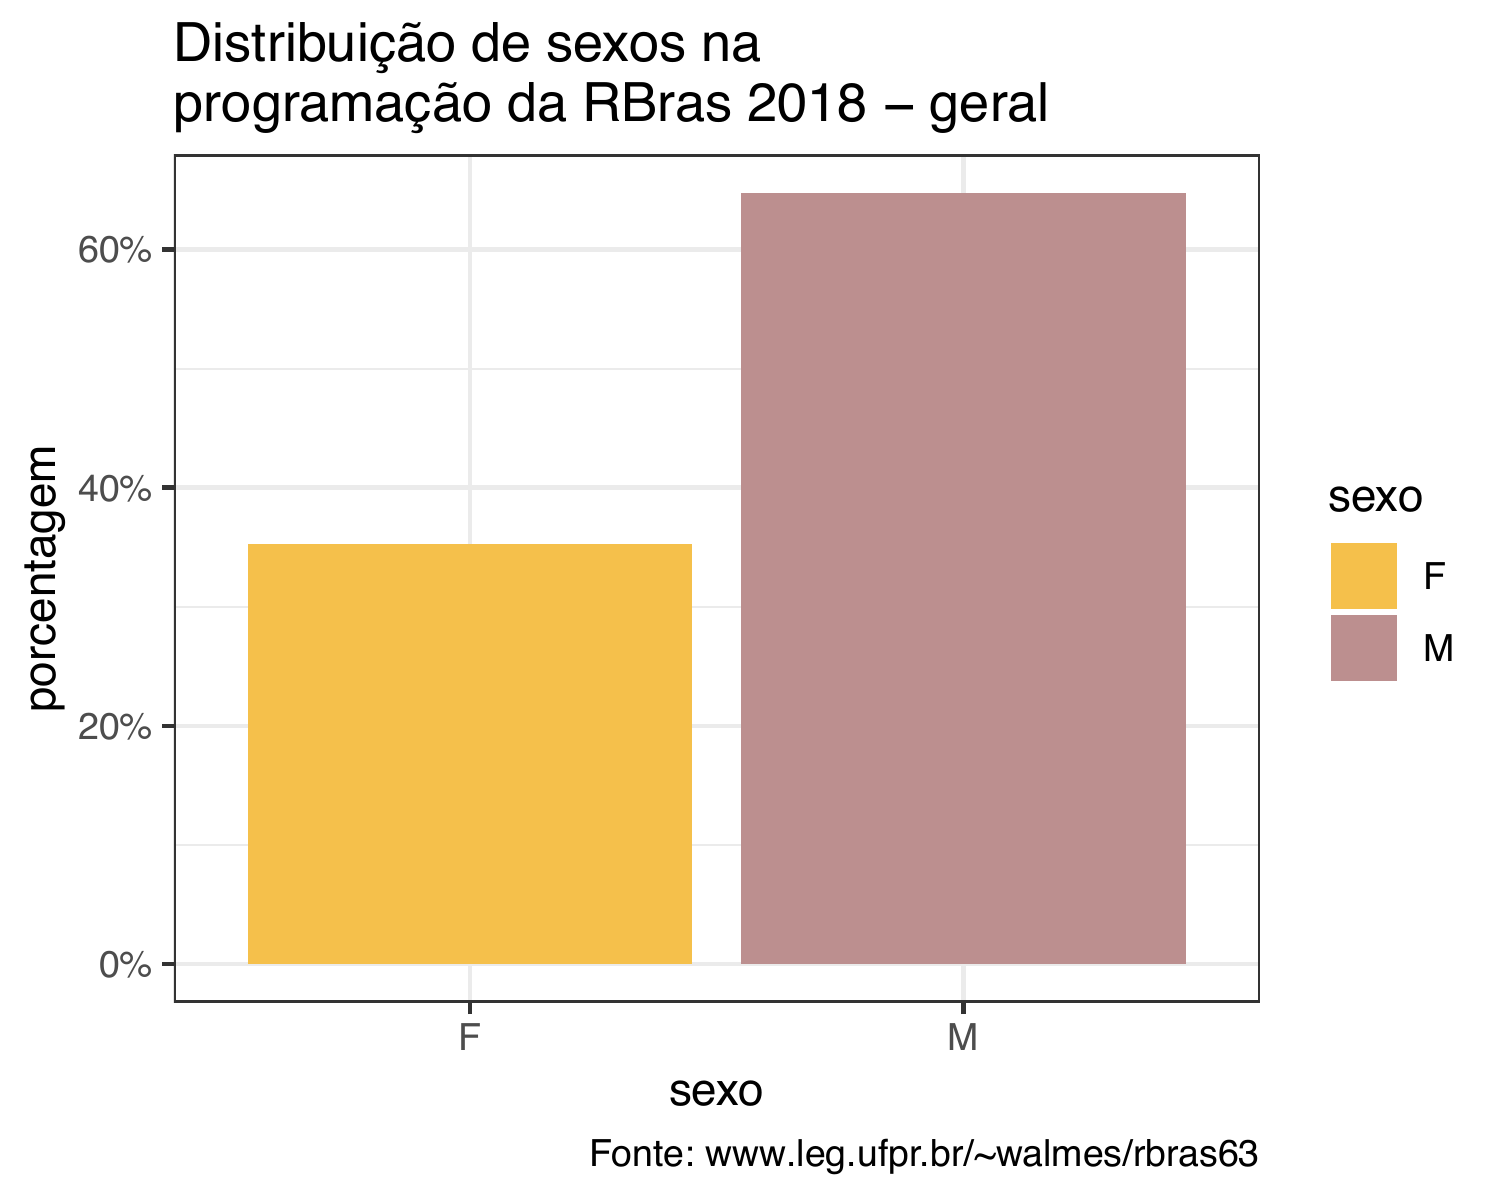 Distribuição de sexos na
programação da RBras 2018 – geral
porcentagem
60%
40%
20%
0%
F
M
sexo
sexo
F
M
Fonte: www.leg.ufpr.br/~walmes/rbras63